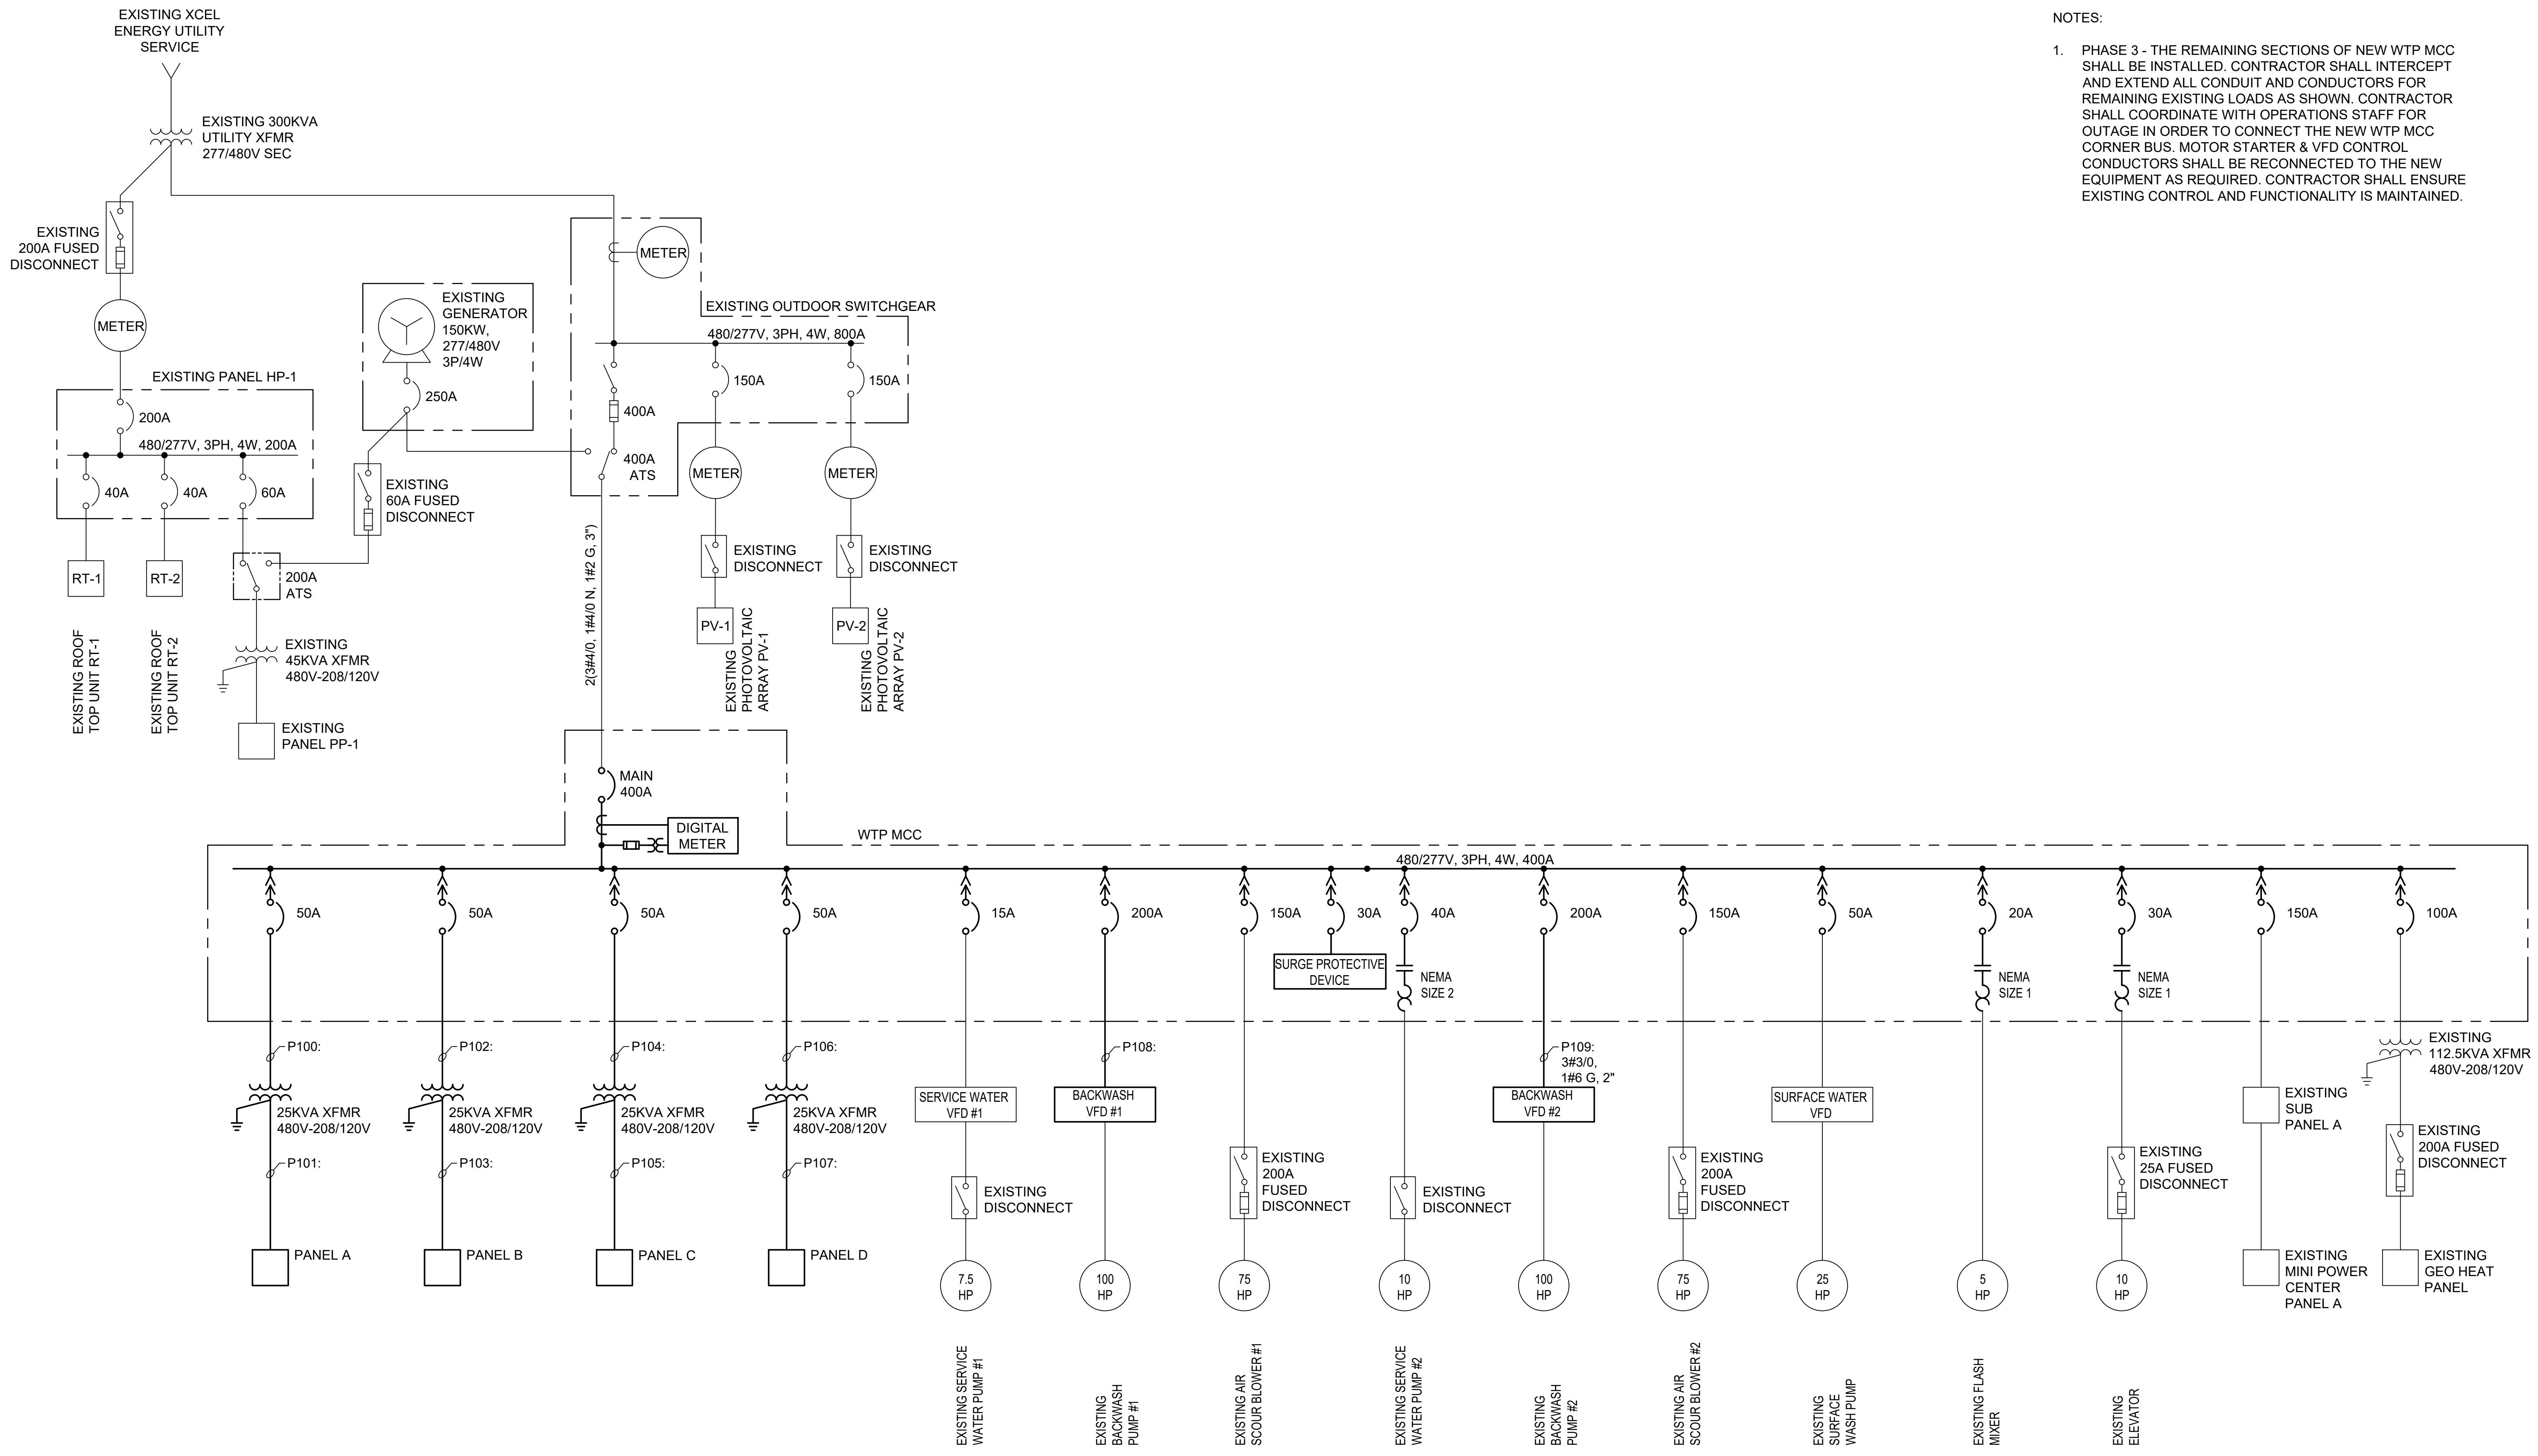 EXISTING XCEL
ENERGY UTILITY
SERVICE
NOTES:
1. PHASE 3 - THE REMAINING SECTIONS OF NEW WTP MCC
SHALL BE INSTALLED. CONTRACTOR SHALL INTERCEPT
AND EXTEND ALL CONDUIT AND CONDUCTORS FOR
REMAINING EXISTING LOADS AS SHOWN. CONTRACTOR
SHALL COORDINATE WITH OPERATIONS STAFF FOR
OUTAGE IN ORDER TO CONNECT THE NEW WTP MCC
CORNER BUS. MOTOR STARTER & VFD CONTROL
CONDUCTORS SHALL BE RECONNECTED TO THE NEW
EQUIPMENT AS REQUIRED. CONTRACTOR SHALL ENSURE
EXISTING CONTROL AND FUNCTIONALITY IS MAINTAINED.
EXISTING 300KVA
UTILITY XFMR
277/480V SEC
EXISTING
200A FUSED
DISCONNECT
METER
EXISTING PANEL HP-1
200A
480/277V, 3PH, 4W, 200A
40A
40A
60A
RT-1
RT-2
EXISTING ROOF
TOP UNIT RT-1
EXISTING ROOF
TOP UNIT RT-2
200A
ATS
EXISTING
45KVA XFMR
480V-208/120V
EXISTING
PANEL PP-1
EXISTING
GENERATOR
150KW,
277/480V
3P/4W
250A
EXISTING
60A FUSED
DISCONNECT
METER
EXISTING OUTDOOR SWITCHGEAR
480/277V, 3PH, 4W, 800A
400A
150A
150A
400A
ATS
METER
METER
EXISTING
DISCONNECT
EXISTING
DISCONNECT
PV-1
PV-2
EXISTING
PHOTOVOLTAIC
ARRAY PV-1
EXISTING
PHOTOVOLTAIC
ARRAY PV-2
2(3#4/0, 1#4/0 N, 1#2 G, 3")
MAIN
400A
DIGITAL
METER
WTP MCC
480/277V, 3PH, 4W, 400A
50A
50A
50A
50A
15A
200A
150A
30A
40A
200A
150A
50A
20A
30A
150A
100A
SURGE PROTECTIVE
DEVICE
NEMA
SIZE 2
NEMA
SIZE 1
NEMA
SIZE 1
P100:
P102:
P104:
P106:
P108:
P109:
3#3/0,
1#6 G, 2"
25KVA XFMR
480V-208/120V
25KVA XFMR
480V-208/120V
25KVA XFMR
480V-208/120V
25KVA XFMR
480V-208/120V
SERVICE WATER
VFD #1
BACKWASH
VFD #1
BACKWASH
VFD #2
SURFACE WATER
VFD
EXISTING
SUB
PANEL A
EXISTING
112.5KVA XFMR
480V-208/120V
P101:
P103:
P105:
P107:
EXISTING
DISCONNECT
EXISTING
200A
FUSED
DISCONNECT
EXISTING
DISCONNECT
EXISTING
200A
FUSED
DISCONNECT
EXISTING
25A FUSED
DISCONNECT
EXISTING
200A FUSED
DISCONNECT
PANEL A
PANEL B
PANEL C
PANEL D
7.5
HP
100
HP
75
HP
10
HP
100
HP
75
HP
25
HP
5
HP
10
HP
EXISTING
MINI POWER
CENTER
PANEL A
EXISTING
GEO HEAT
PANEL
EXISTING SERVICE
WATER PUMP #1
EXISTING
BACKWASH
PUMP #1
EXISTING AIR
SCOUR BLOWER #1
EXISTING SERVICE
WATER PUMP #2
EXISTING
BACKWASH
PUMP #2
EXISTING AIR
SCOUR BLOWER #2
EXISTING
SURFACE
WASH PUMP
EXISTING FLASH
MIXER
EXISTING
ELEVATOR